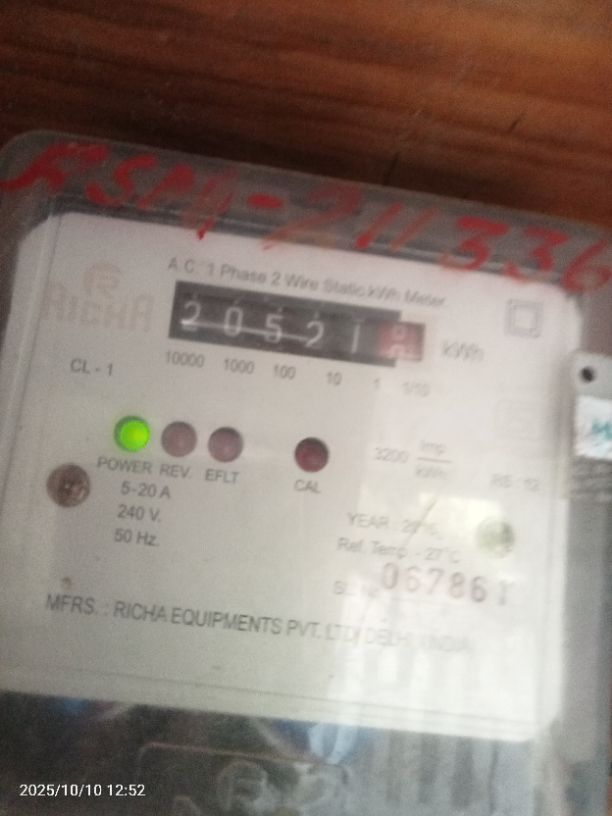 RSPA-211336
A.C. 1 Phase 2 Wire Static kWh Meter
RICHA
20521
kWh
10000 1000 100 10 1 1/10
CL - 1
3200 Imp/kWh
POWER REV. EFLT CAL
5-20 A
240 V.
50 Hz.
YEAR :
Ref. Temp. - 27°C
067861
MFRS. : RICHA EQUIPMENTS PVT. LTD. DELHI INDIA
2025/10/10 12:52